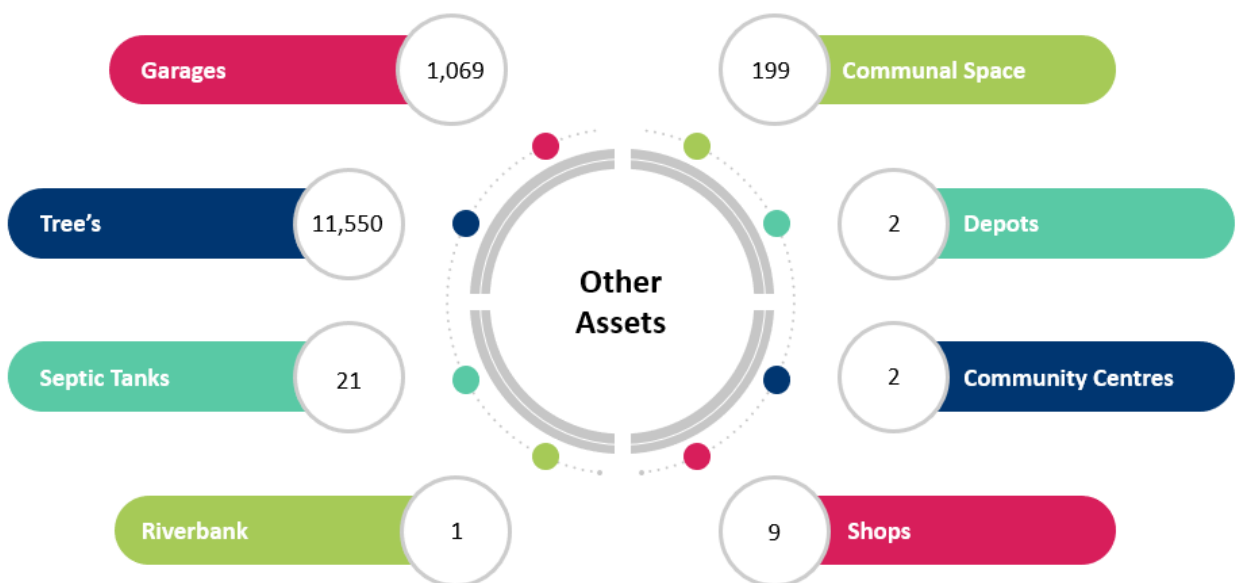 Garages
1,069
199
Communal Space
Tree's
11,550
2
Depots
Other
Assets
Septic Tanks
21
2
Community Centres
Riverbank
1
9
Shops